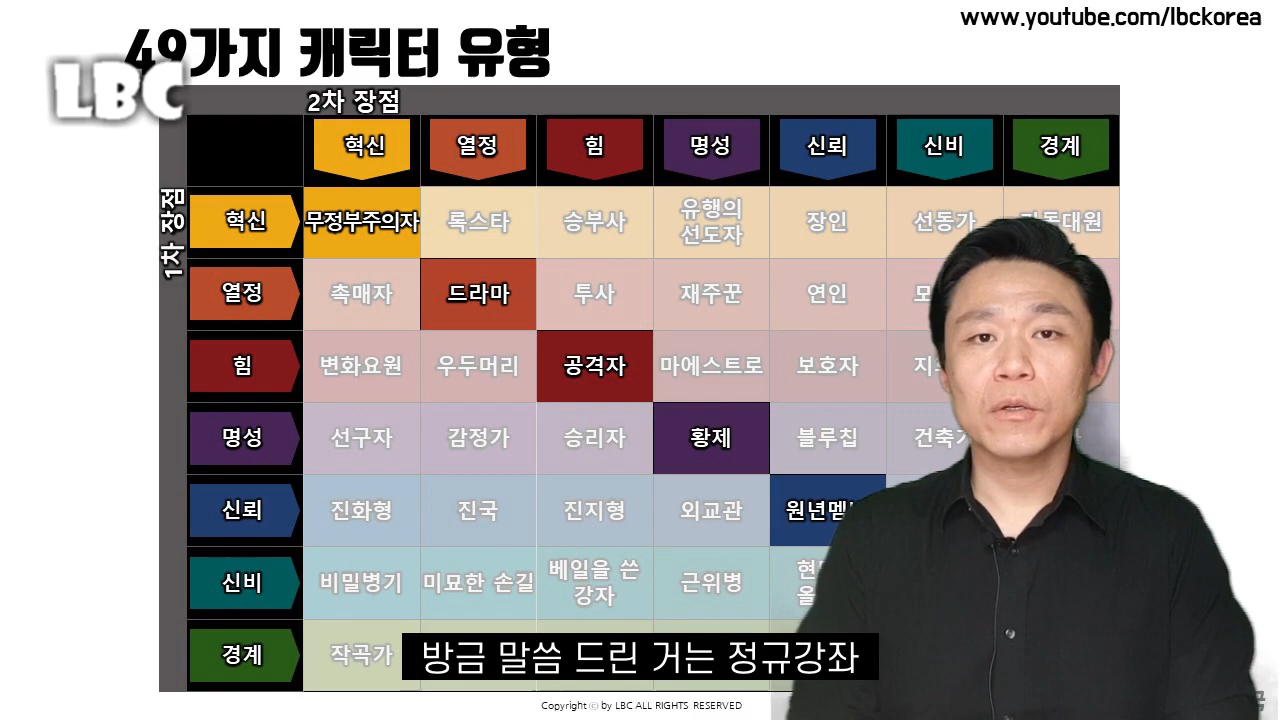 www.youtube.com/lbckorea
49가지 캐릭터 유형
LBC
2차 장점
1차 장점
혁신 열정 힘 명성 신뢰 신비 경계
혁신 무정부주의자 록스타 승부사 유행의 선도자 장인 선동가
열정 촉매자 드라마 투사 재주꾼 연인
힘 변화요원 우두머리 공격자 마에스트로 보호자
명성 선구자 감정가 승리자 황제 블루칩
신뢰 진화형 진국 진지형 외교관
신비 비밀병기 미묘한 손길 베일을 쓴 강자 근위병
경계 작곡가
방금 말씀 드린 거는 정규강좌
Copyright ⓒ by LBC ALL RIGHTS RESERVED